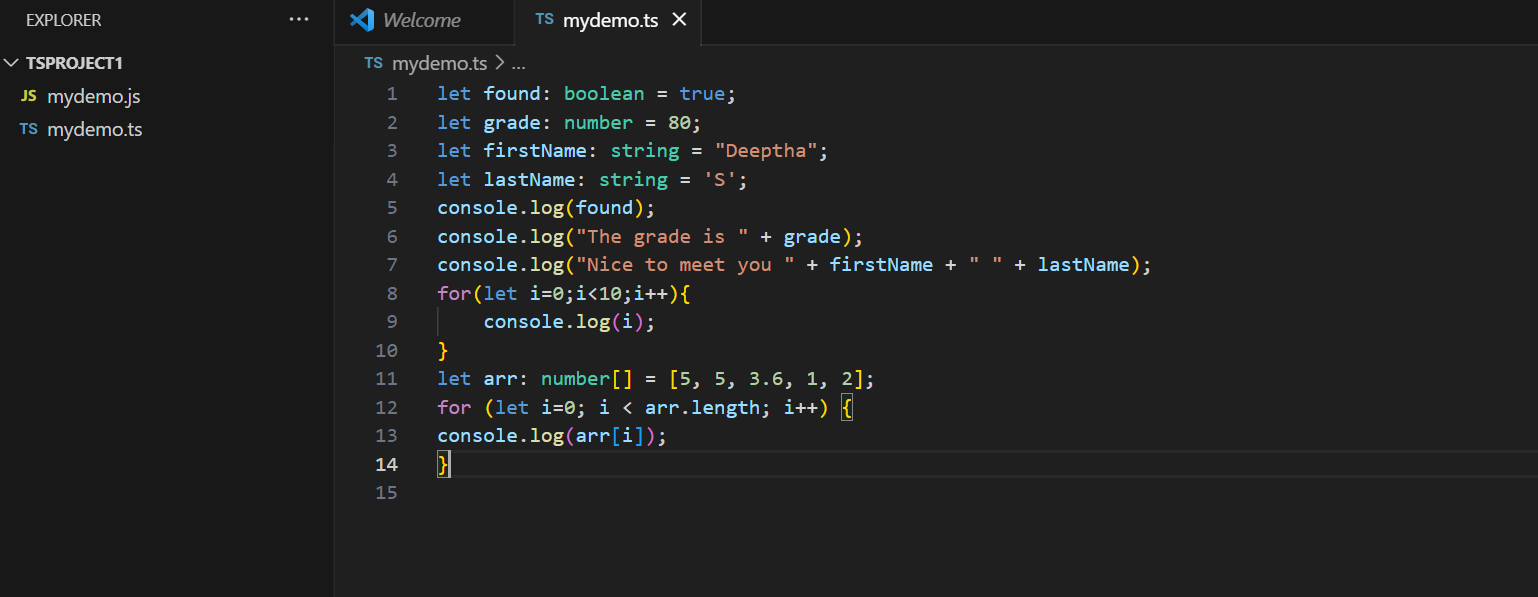 EXPLORER ...
Welcome
TS mydemo.ts
TSPROJECT1
TS mydemo.ts > ...
JS mydemo.js
TS mydemo.ts
1 let found: boolean = true;
2 let grade: number = 80;
3 let firstName: string = "Deeptha";
4 let lastName: string = 'S';
5 console.log(found);
6 console.log("The grade is " + grade);
7 console.log("Nice to meet you " + firstName + " " + lastName);
8 for(let i=0;i<10;i++){
9     console.log(i);
10 }
11 let arr: number[] = [5, 5, 3.6, 1, 2];
12 for (let i=0; i < arr.length; i++) {
13 console.log(arr[i]);
14 }
15